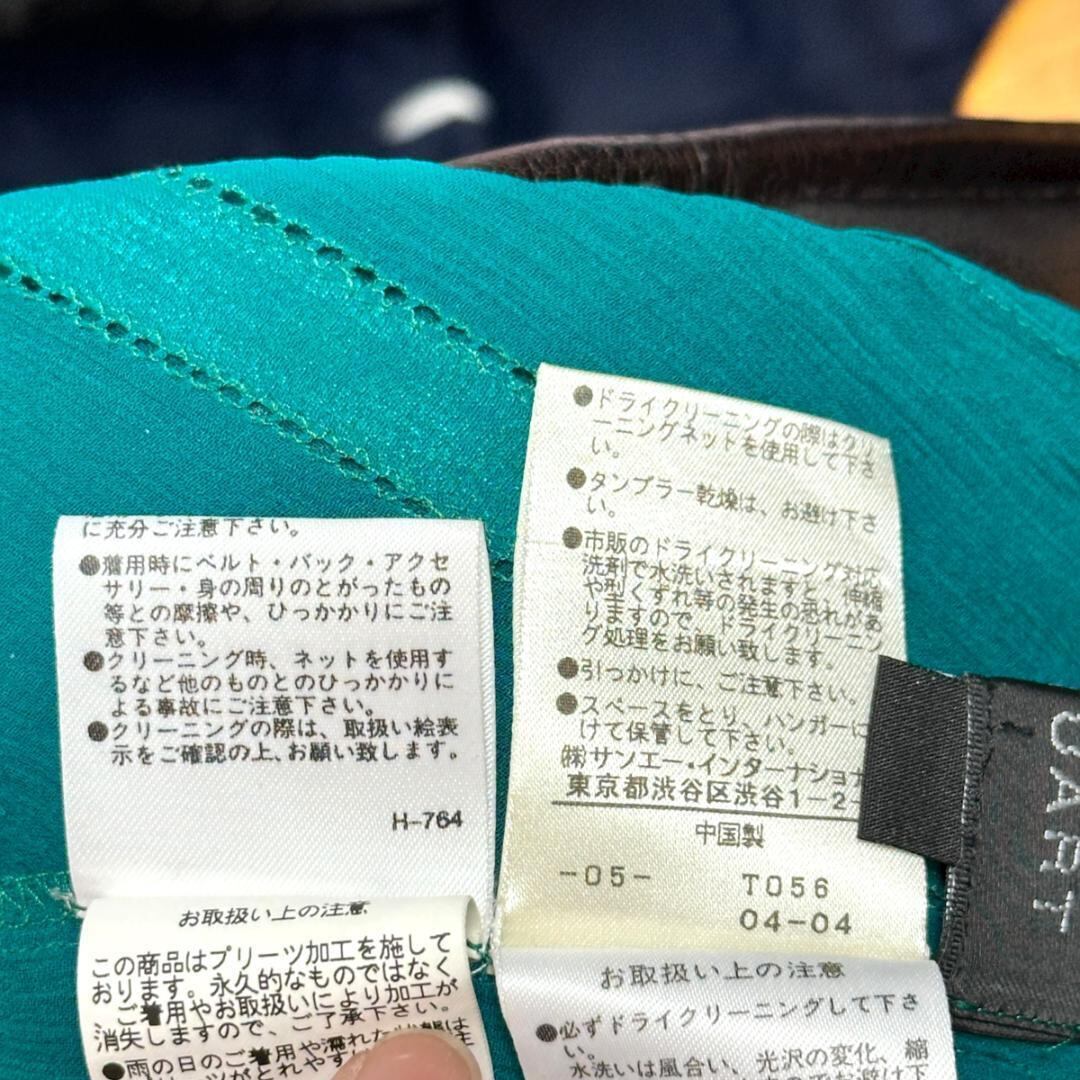 に充分ご注意下さい。
●着用時にベルト・バック・アクセ
サリー・身の周りのとがったもの
等との摩擦や、ひっかかりにご注
意下さい。
●クリーニング時、ネットを使用す
るなど他のものとのひっかかりに
よる事故にご注意下さい。
●クリーニングの際は、取扱い絵表
示をご確認の上、お願い致します。
H-764
お取扱い上の注意
この商品はプリーツ加工を施して
おります。永久的なものではなく
ご着用やお取扱いにより加工が
消失しますので、ご了承下さい。
●雨の日のご着用や濡れた状態は
●ドライクリーニングの際はクリ
ーニングネットを使用して下さ
い。
●タンブラー乾燥は、お避け下さ
い。
●市販のドライクリーニング対応
洗剤で水洗いされますと、伸縮
や型くずれ等の発生の恐れがあ
りますので、ドライクリーニン
グ処理をお願い致します。
●引っかけに、ご注意下さい。
●スペースをとり、ハンガーに
けて保管して下さい。
㈱サンエー・インターナショナ
東京都渋谷区渋谷1-2-
中国製
-05- T056
04-04
お取扱い上の注意
●必ずドライクリーニングして下さ
い。
水洗いは風合い、光沢の変化、縮
UART